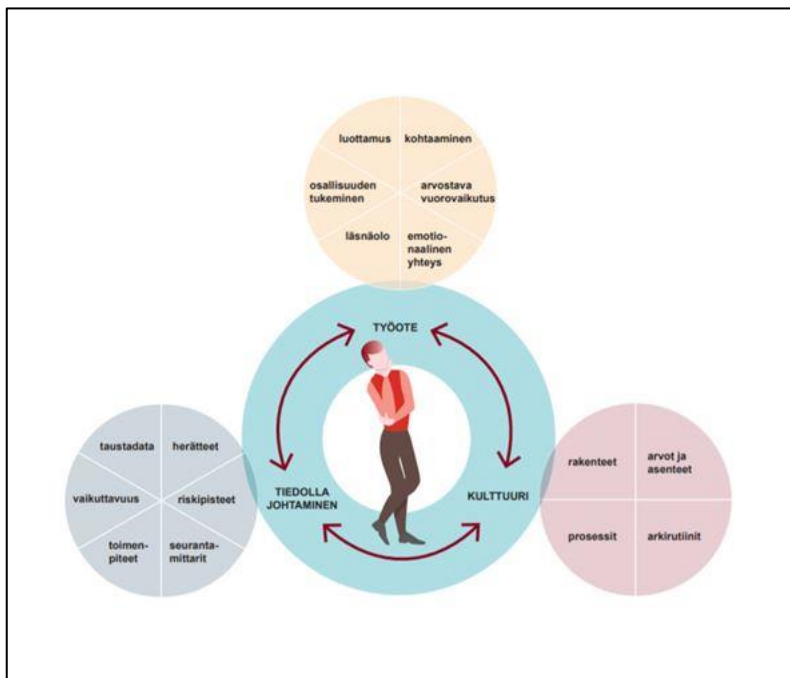 luottamus
kohtaaminen
osallisuuden
tukeminen
arvostava
vuorovaikutus
läsnäolo
emotio-
naalinen
yhteys
TYÖOTE
TIEDOLLA
JOHTAMINEN
KULTTUURI
taustadata
herätteet
vaikuttavuus
riskipisteet
toimen-
piteet
seuranta-
mittarit
rakenteet
arvot ja
asenteet
prosessit
arkirutiinit